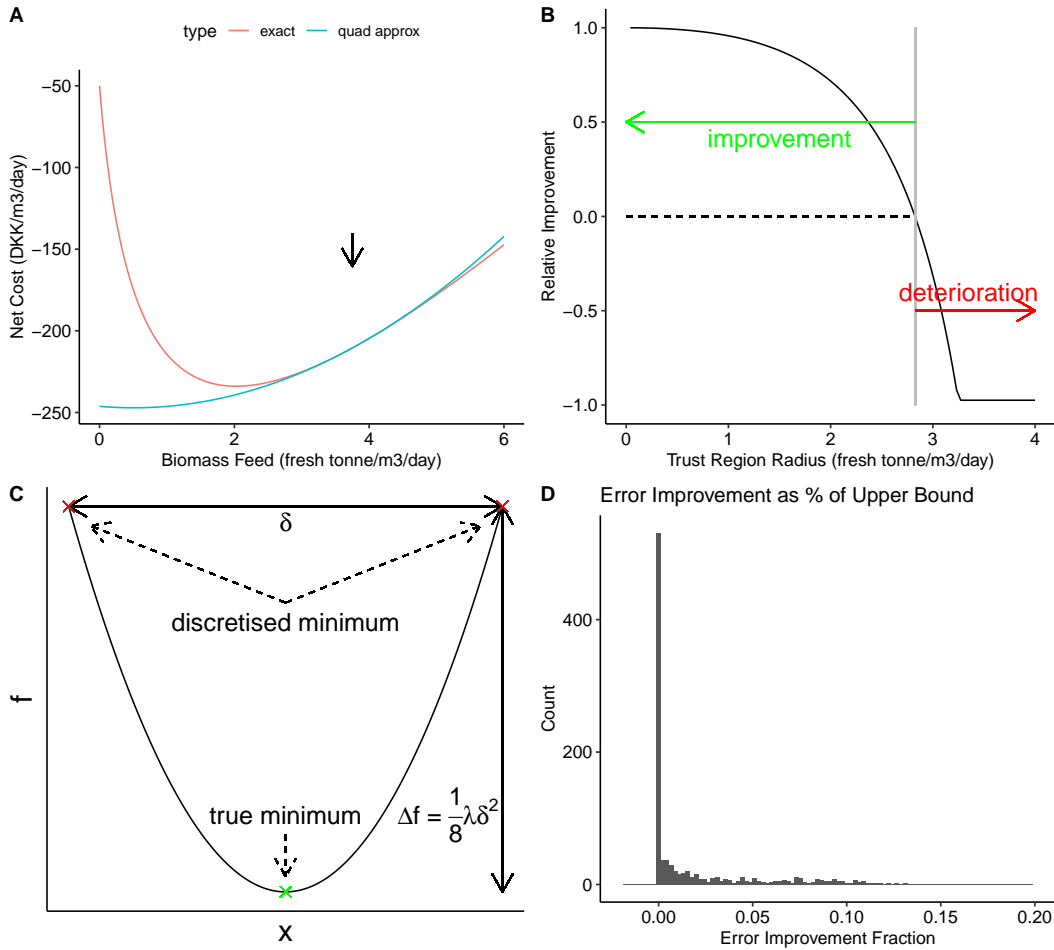 A
type exact quad approx
Net Cost (DKK/m3/day)
−50
−100
−150
−200
−250
0 2 4 6
Biomass Feed (fresh tonne/m3/day)
B
Relative Improvement
1.0
0.5
0.0
−0.5
−1.0
improvement
deterioration
0 1 2 3 4
Trust Region Radius (fresh tonne/m3/day)
C
δ
discretised minimum
true minimum
Δf = 1/8 λδ²
f
x
D
Error Improvement as % of Upper Bound
Count
400
200
0
0.00 0.05 0.10 0.15 0.20
Error Improvement Fraction